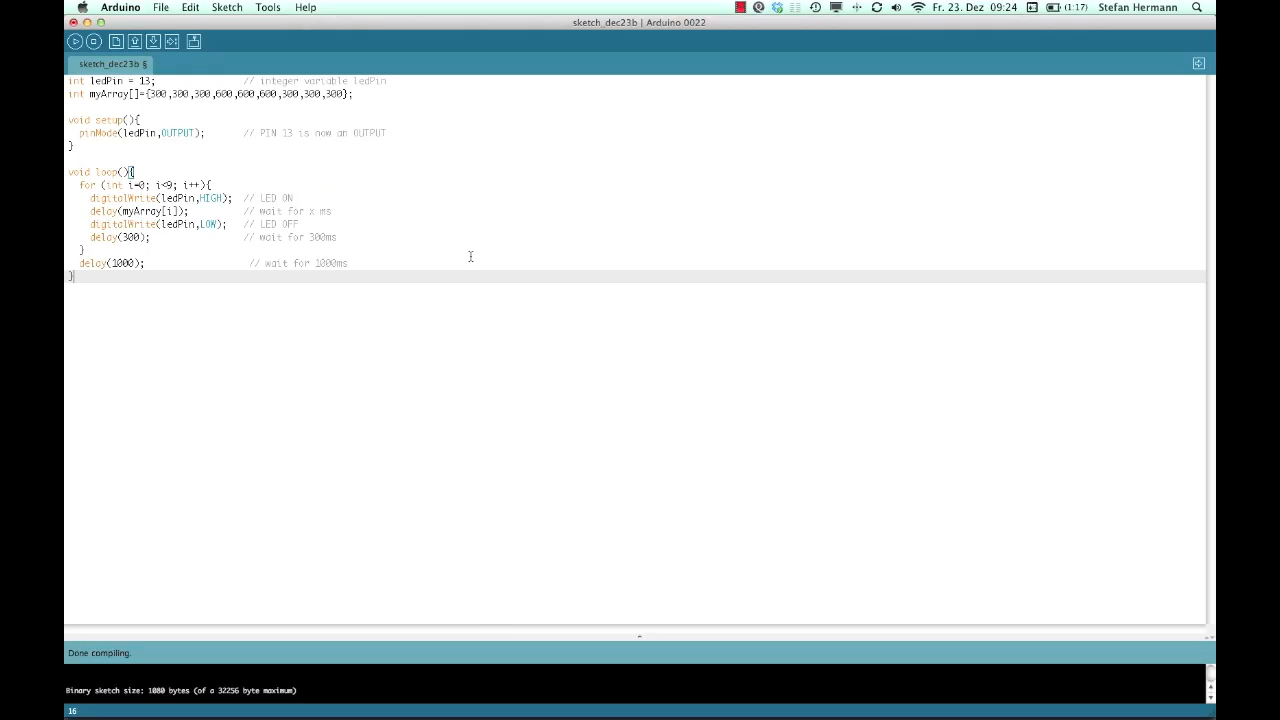 Arduino File Edit Sketch Tools Help Fr. 23. Dez 09:24 (1:17) Stefan Hermann
sketch_dec23b | Arduino 0022
sketch_dec23b §
int ledPin = 13; // integer variable ledPin
int myArray[]={300,300,300,600,600,600,300,300,300};
void setup(){
pinMode(ledPin,OUTPUT); // PIN 13 is now an OUTPUT
}
void loop(){
for (int i=0; i<9; i++){
digitalWrite(ledPin,HIGH); // LED ON
delay(myArray[i]); // wait for x ms
digitalWrite(ledPin,LOW); // LED OFF
delay(300); // wait for 300ms
}
delay(1000); // wait for 1000ms
}
Done compiling.
Binary sketch size: 1080 bytes (of a 32256 byte maximum)
16